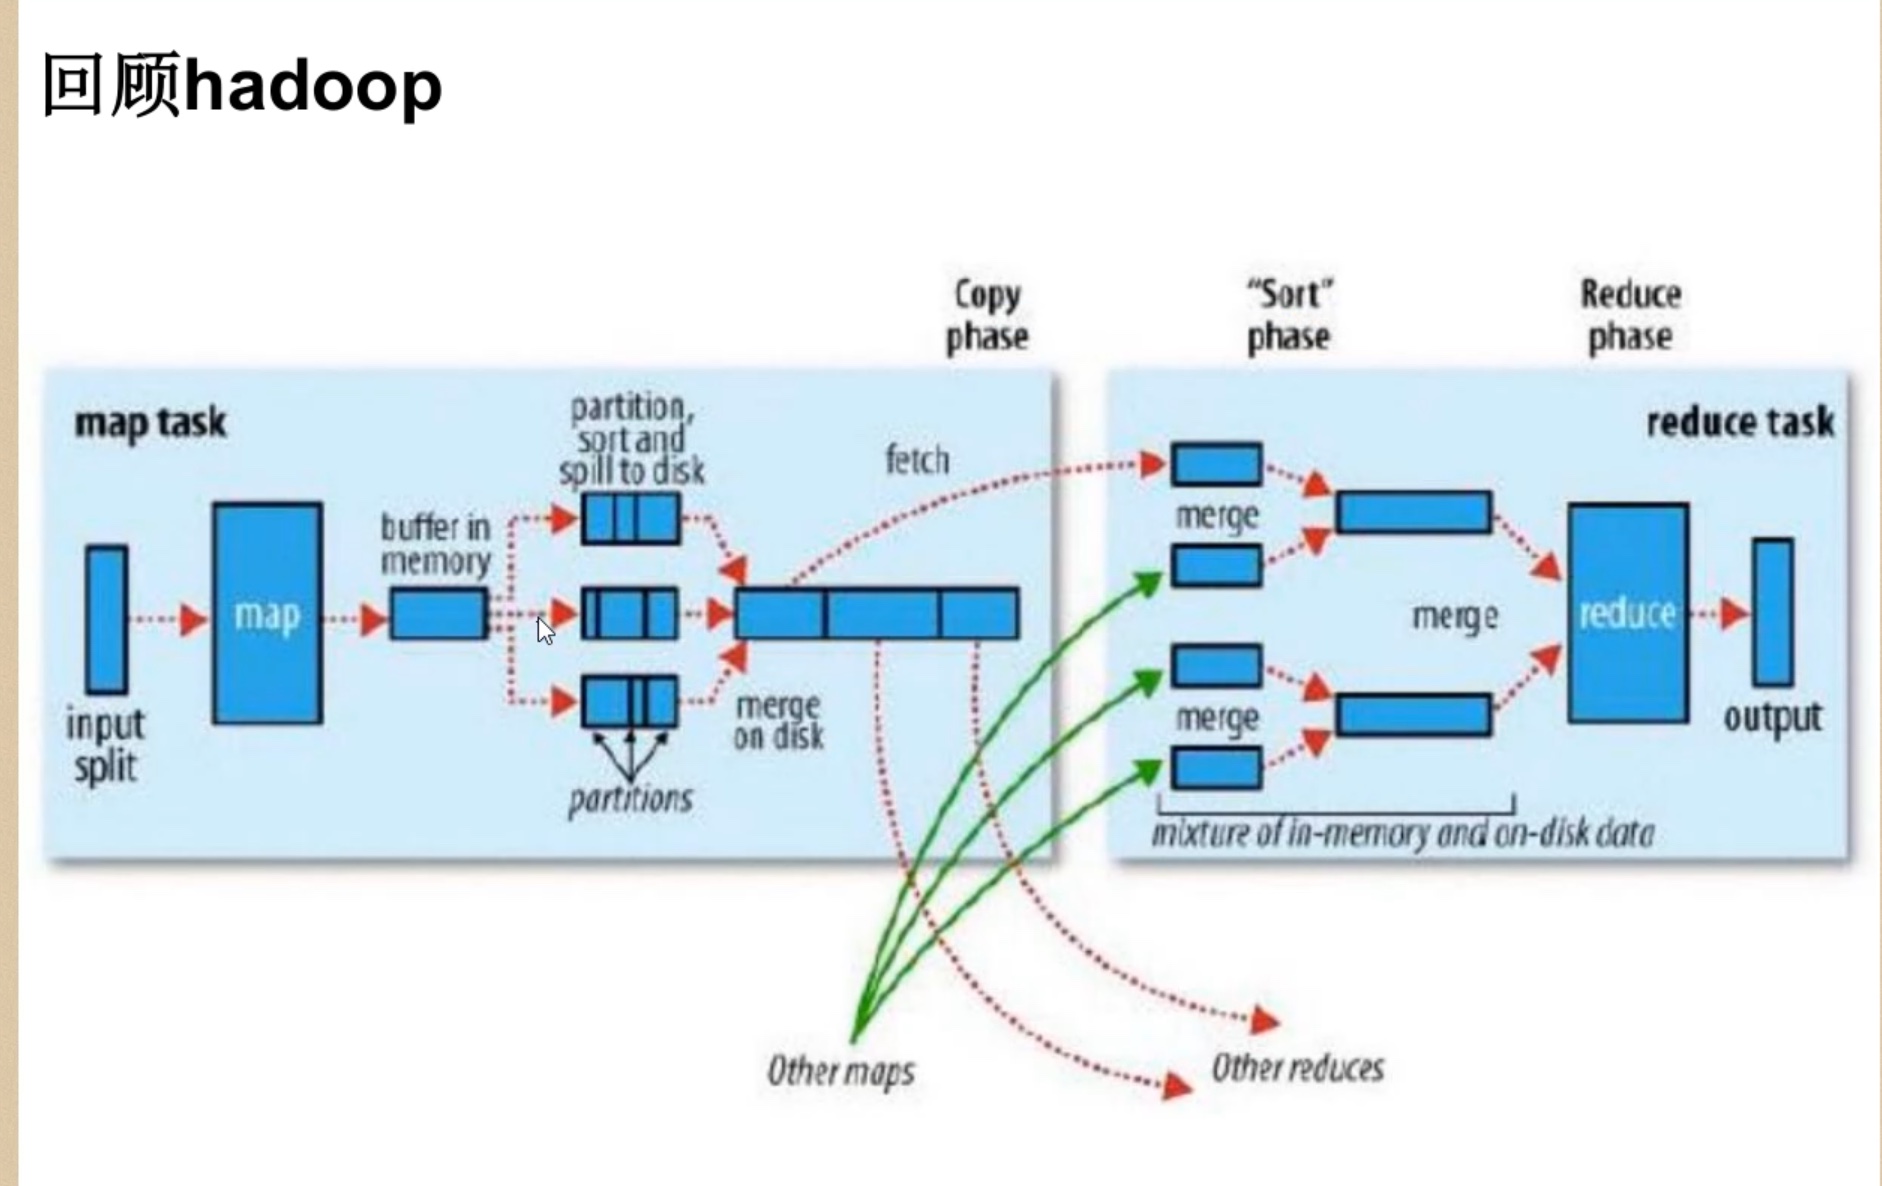 回顾hadoop
Copy
phase
“Sort”
phase
Reduce
phase
map task
partition,
sort and
spill to disk
fetch
reduce task
buffer in
memory
merge
map
merge
reduce
input
split
merge
on disk
merge
output
partitions
mixture of in-memory and on-disk data
Other maps
Other reduces